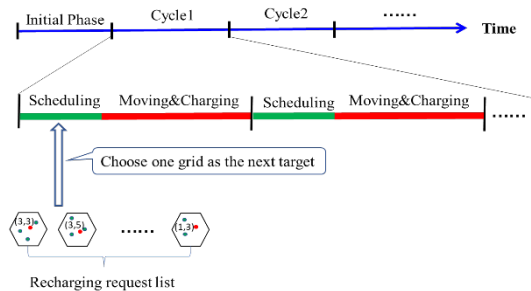 Initial Phase Cycle1 Cycle2 ...... Time
Scheduling Moving&Charging Scheduling Moving&Charging ......
Choose one grid as the next target
(3,3) (3,5) ...... (1,3)
Recharging request list